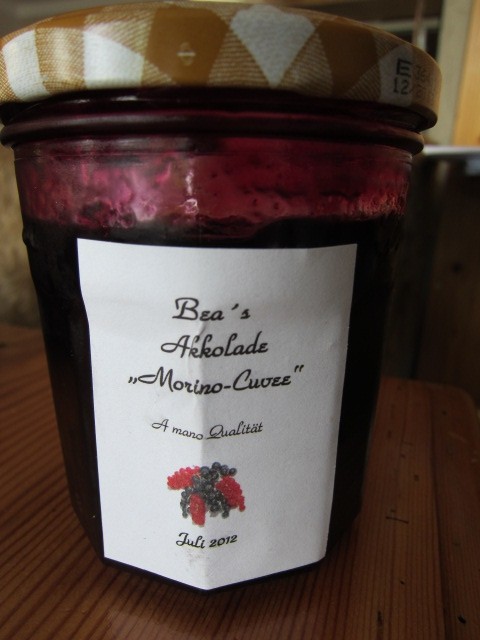 Bea´s
Akkolade
„Morino-Cuvee"
A mano Qualität
Juli 2012